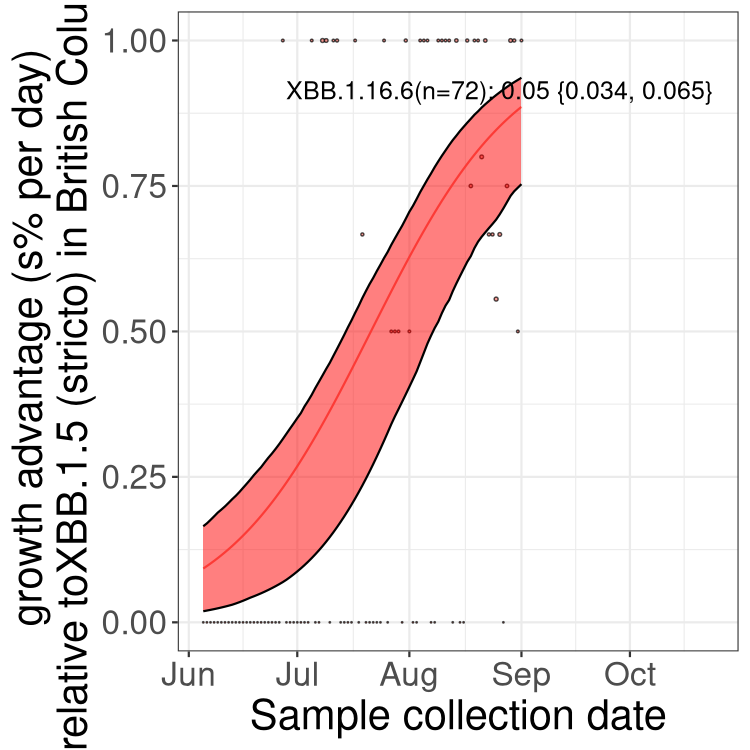 growth advantage (s% per day)
relative toXBB.1.5 (stricto) in British Colu
1.00
0.75
0.50
0.25
0.00
XBB.1.16.6(n=72): 0.05 {0.034, 0.065}
Jun Jul Aug Sep Oct
Sample collection date